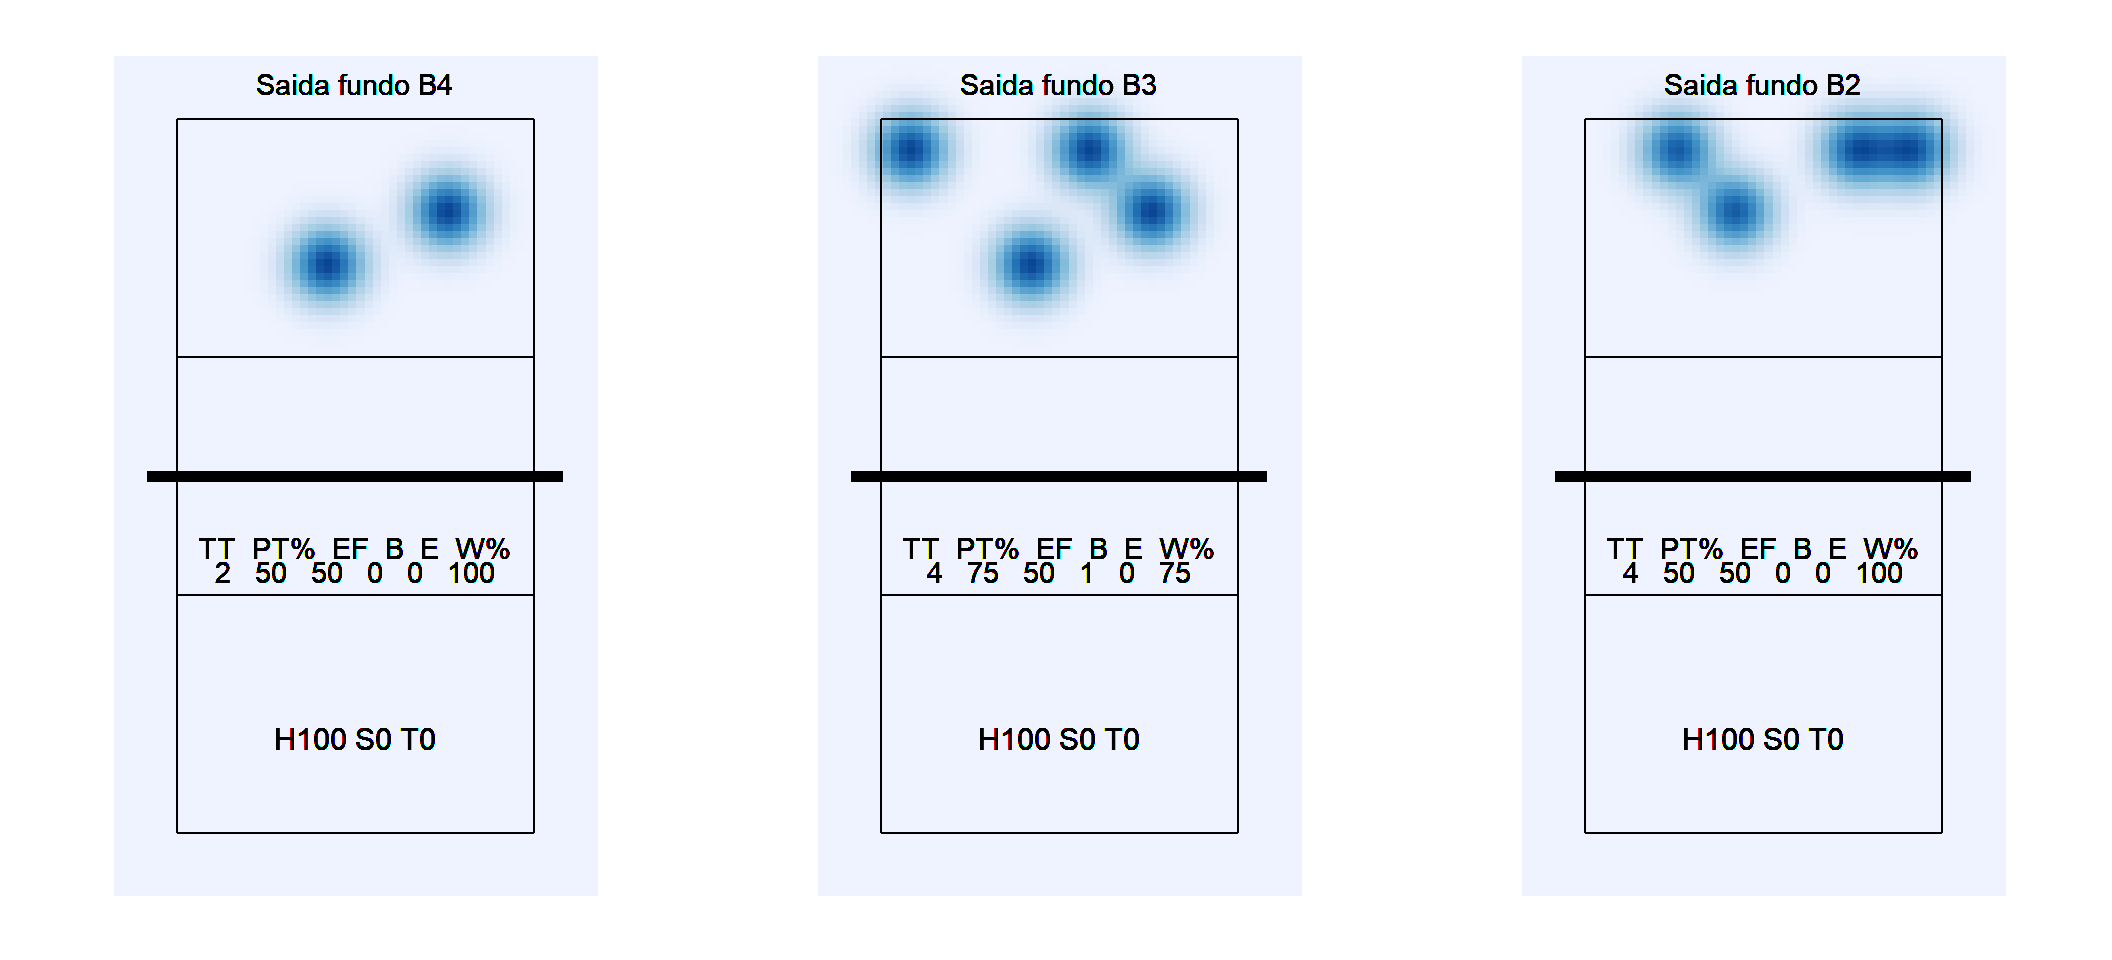 Saida fundo B4
TT PT% EF B E W%
2 50 50 0 0 100
H100 S0 T0
Saida fundo B3
TT PT% EF B E W%
4 75 50 1 0 75
H100 S0 T0
Saida fundo B2
TT PT% EF B E W%
4 50 50 0 0 100
H100 S0 T0